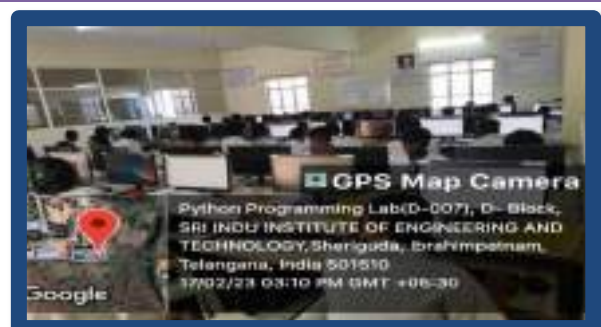 GPS Map Camera
Python Programming Lab(D-007), D- Block,
SRI INDU INSTITUTE OF ENGINEERING AND
TECHNOLOGY,Sheriguda, Ibrahimpatnam,
Telangana, India 501510
17/02/23 03:10 PM GMT +05:30
Google